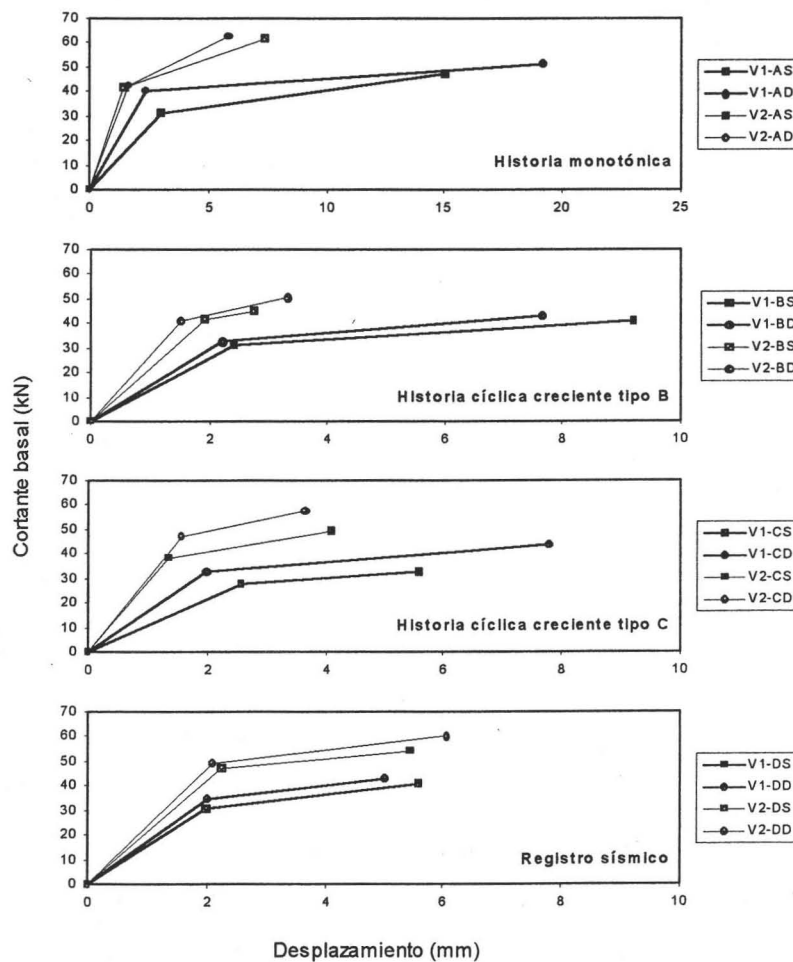 70
60
50
40
30
20
10
0
0 5 10 15 20 25
Historia monotónica
V1-AS
V1-AD
V2-AS
V2-AD
70
60
50
40
30
20
10
0
0 2 4 6 8 10
Historia cíclica creciente tipo B
V1-BS
V1-BD
V2-BS
V2-BD
70
60
50
40
30
20
10
0
0 2 4 6 8 10
Historia cíclica creciente tipo C
V1-CS
V1-CD
V2-CS
V2-CD
70
60
50
40
30
20
10
0
0 2 4 6 8 10
Registro sísmico
V1-DS
V1-DD
V2-DS
V2-DD
Cortante basal (kN)
Desplazamiento (mm)